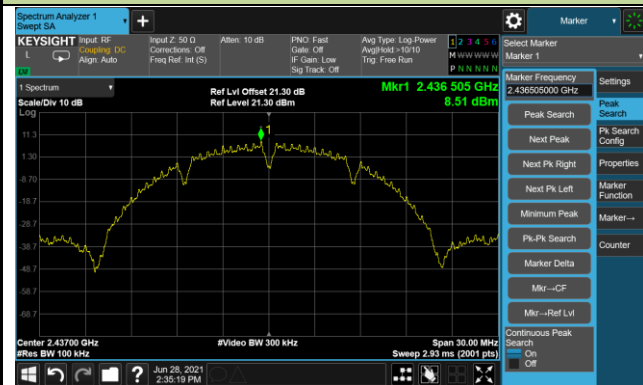 Spectrum Analyzer 1
Swept SA
KEYSIGHT
L
Input: RF
Coupling: DC
Align: Auto
Input Z: 50 Ω
Corrections: Off
Freq Ref: Int (S)
Atten: 10 dB
PNO: Fast
Gate: Off
IF Gain: Low
Sig Track: Off
Avg Type: Log-Power
Avg|Hold:>10/10
Trig: Free Run
1 2 3 4 5 6
M W W W W W
P N N N N N
1 Spectrum
Scale/Div 10 dB
Log
Ref Lvl Offset 21.30 dB
Ref Level 21.30 dBm
Mkr1 2.436 505 GHz
8.51 dBm
1
11.3
1.30
-8.70
-18.7
-28.7
-38.7
-48.7
-58.7
-68.7
Center 2.43700 GHz
#Res BW 100 kHz
#Video BW 300 kHz
Span 30.00 MHz
Sweep 2.93 ms (2001 pts)
Jun 28, 2021
2:35:19 PM
?
Marker
Select Marker
Marker 1
Marker Frequency
2.436505000 GHz
Peak Search
Next Peak
Next Pk Right
Next Pk Left
Minimum Peak
Pk-Pk Search
Marker Delta
Mkr→CF
Mkr→Ref Lvl
Continuous Peak
Search
On
Off
Settings
Peak
Search
Pk Search
Config
Properties
Marker
Function
Marker→
Counter